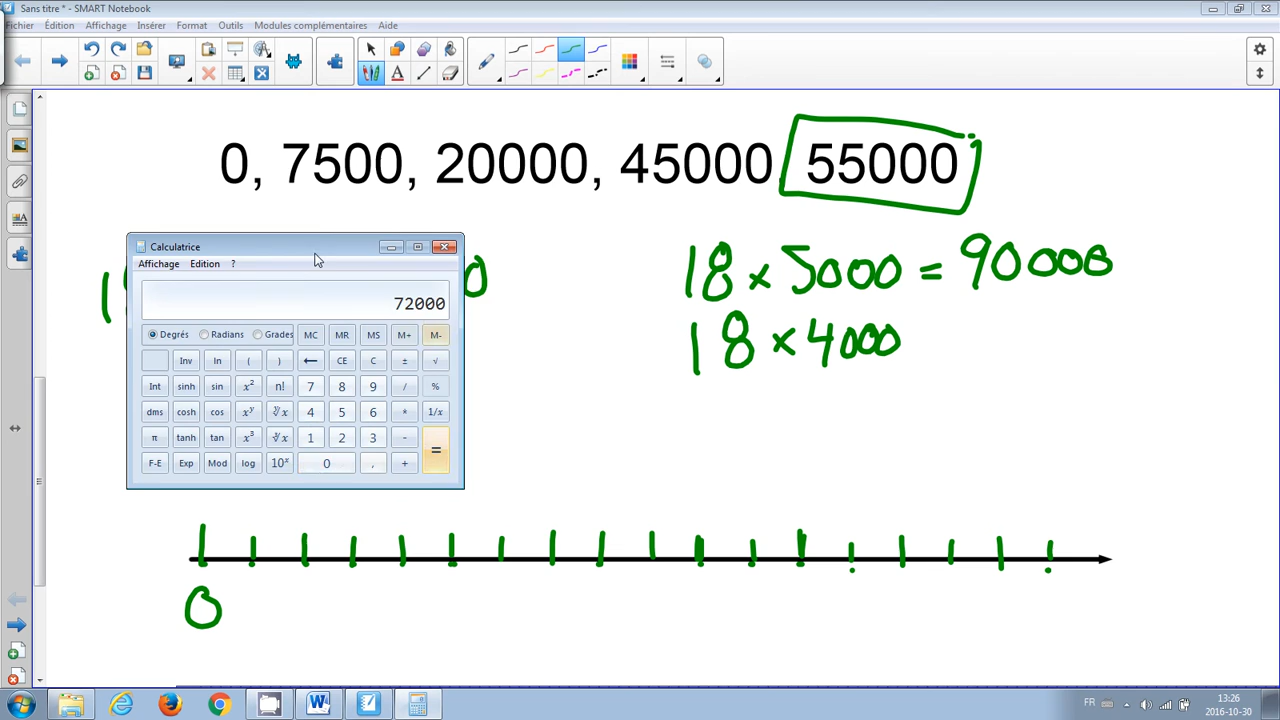 Sans titre * - SMART Notebook
Fichier Édition Affichage Insérer Format Outils Modules complémentaires Aide
0, 7500, 20000, 45000 55000
Calculatrice
Affichage Edition ?
72000
Degrés Radians Grades MC MR MS M+ M-
Inv ln ( ) ← CE C ± √
Int sinh sin x² n! 7 8 9 / %
dms cosh cos xʸ ʸ√x 4 5 6 * 1/x
π tanh tan x³ ³√x 1 2 3 - =
F-E Exp Mod log 10ˣ 0 , +
18 x 5000 = 90000
18 x 4000
0
FR
13:26
2016-10-30